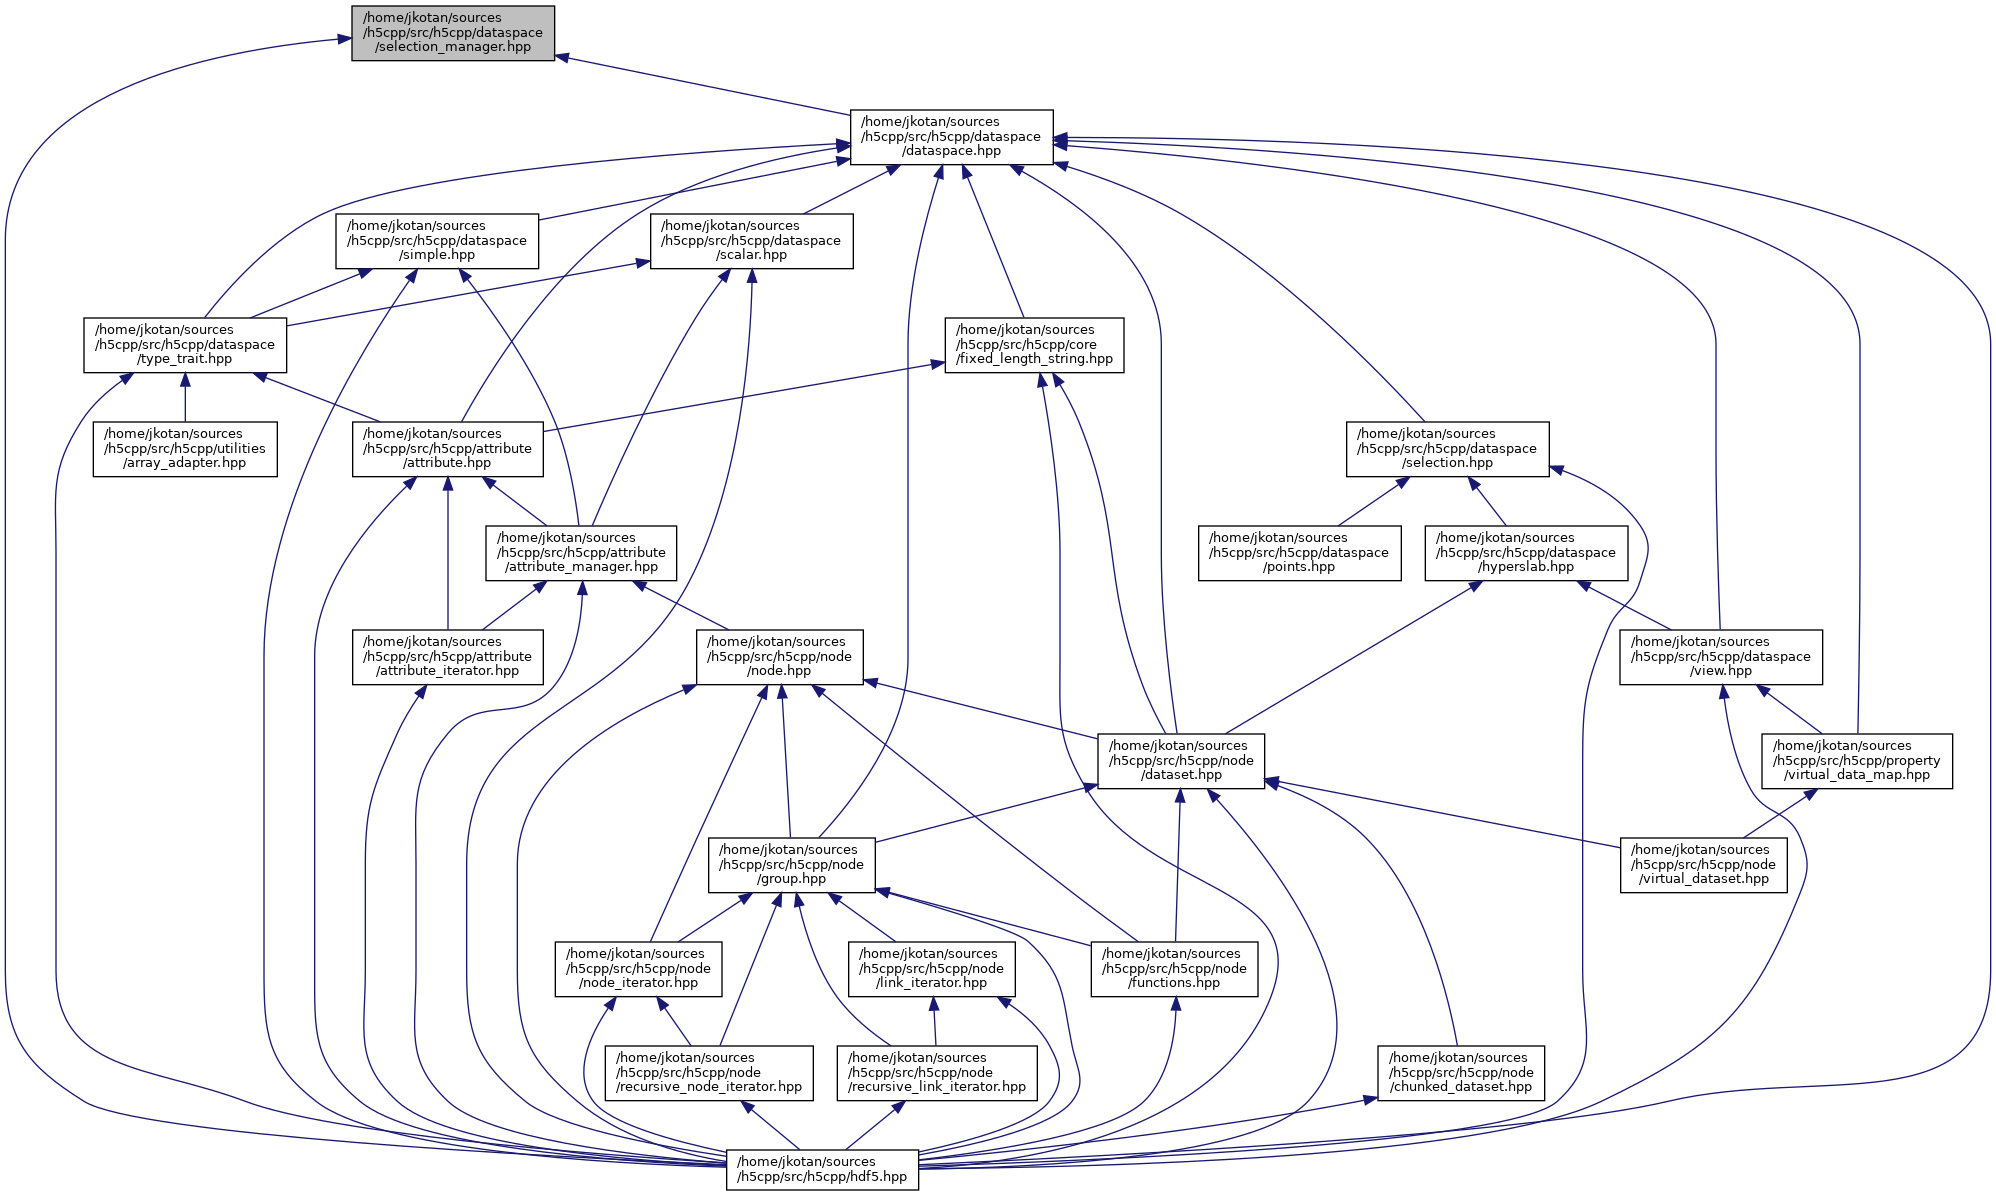 /home/jkotan/sources
/h5cpp/src/h5cpp/dataspace
/selection_manager.hpp
/home/jkotan/sources
/h5cpp/src/h5cpp/dataspace
/dataspace.hpp
/home/jkotan/sources
/h5cpp/src/h5cpp/dataspace
/simple.hpp
/home/jkotan/sources
/h5cpp/src/h5cpp/dataspace
/scalar.hpp
/home/jkotan/sources
/h5cpp/src/h5cpp/dataspace
/type_trait.hpp
/home/jkotan/sources
/h5cpp/src/h5cpp/core
/fixed_length_string.hpp
/home/jkotan/sources
/h5cpp/src/h5cpp/utilities
/array_adapter.hpp
/home/jkotan/sources
/h5cpp/src/h5cpp/attribute
/attribute.hpp
/home/jkotan/sources
/h5cpp/src/h5cpp/dataspace
/selection.hpp
/home/jkotan/sources
/h5cpp/src/h5cpp/attribute
/attribute_manager.hpp
/home/jkotan/sources
/h5cpp/src/h5cpp/dataspace
/points.hpp
/home/jkotan/sources
/h5cpp/src/h5cpp/dataspace
/hyperslab.hpp
/home/jkotan/sources
/h5cpp/src/h5cpp/attribute
/attribute_iterator.hpp
/home/jkotan/sources
/h5cpp/src/h5cpp/node
/node.hpp
/home/jkotan/sources
/h5cpp/src/h5cpp/dataspace
/view.hpp
/home/jkotan/sources
/h5cpp/src/h5cpp/node
/dataset.hpp
/home/jkotan/sources
/h5cpp/src/h5cpp/property
/virtual_data_map.hpp
/home/jkotan/sources
/h5cpp/src/h5cpp/node
/group.hpp
/home/jkotan/sources
/h5cpp/src/h5cpp/node
/virtual_dataset.hpp
/home/jkotan/sources
/h5cpp/src/h5cpp/node
/node_iterator.hpp
/home/jkotan/sources
/h5cpp/src/h5cpp/node
/link_iterator.hpp
/home/jkotan/sources
/h5cpp/src/h5cpp/node
/functions.hpp
/home/jkotan/sources
/h5cpp/src/h5cpp/node
/recursive_node_iterator.hpp
/home/jkotan/sources
/h5cpp/src/h5cpp/node
/recursive_link_iterator.hpp
/home/jkotan/sources
/h5cpp/src/h5cpp/node
/chunked_dataset.hpp
/home/jkotan/sources
/h5cpp/src/h5cpp/hdf5.hpp